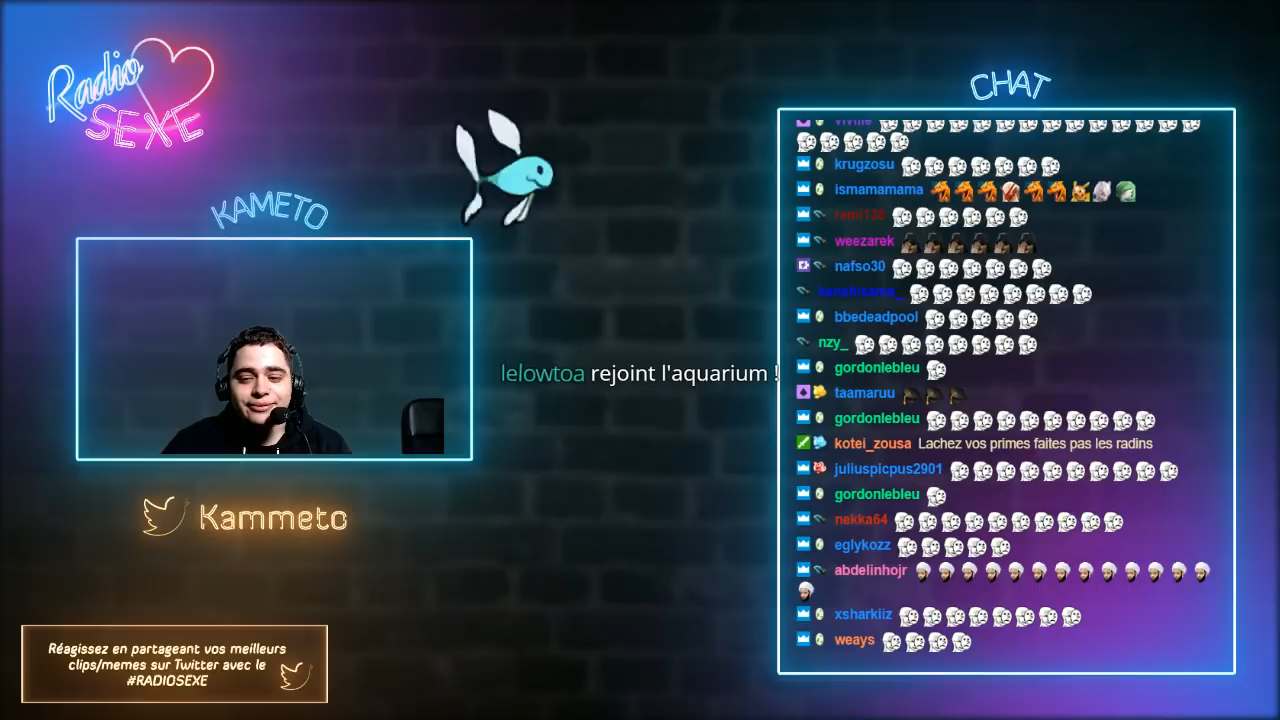 Radio
SEXE
CHAT
KAMETO
krugzosu
ismamamama
remi138
weezarek
nafso30
kenshisama_
bbedeadpool
nzy_
gordonlebleu
lelowtoa rejoint l'aquarium !
taamaruu
gordonlebleu
kotei_zousa Lachez vos primes faites pas les radins
juliuspicpus2901
gordonlebleu
Kammeto
nekka64
eglykozz
abdelinhojr
xsharkiiz
weays
Réagissez en partageant vos meilleurs
clips/memes sur Twitter avec le
#RADIOSEXE